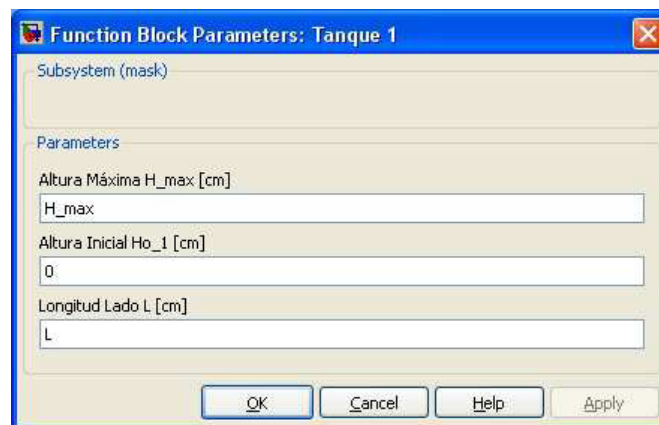 Function Block Parameters: Tanque 1
Subsystem (mask)
Parameters
Altura Máxima H_max [cm]
H_max
Altura Inicial Ho_1 [cm]
0
Longitud Lado L [cm]
L
OK Cancel Help Apply